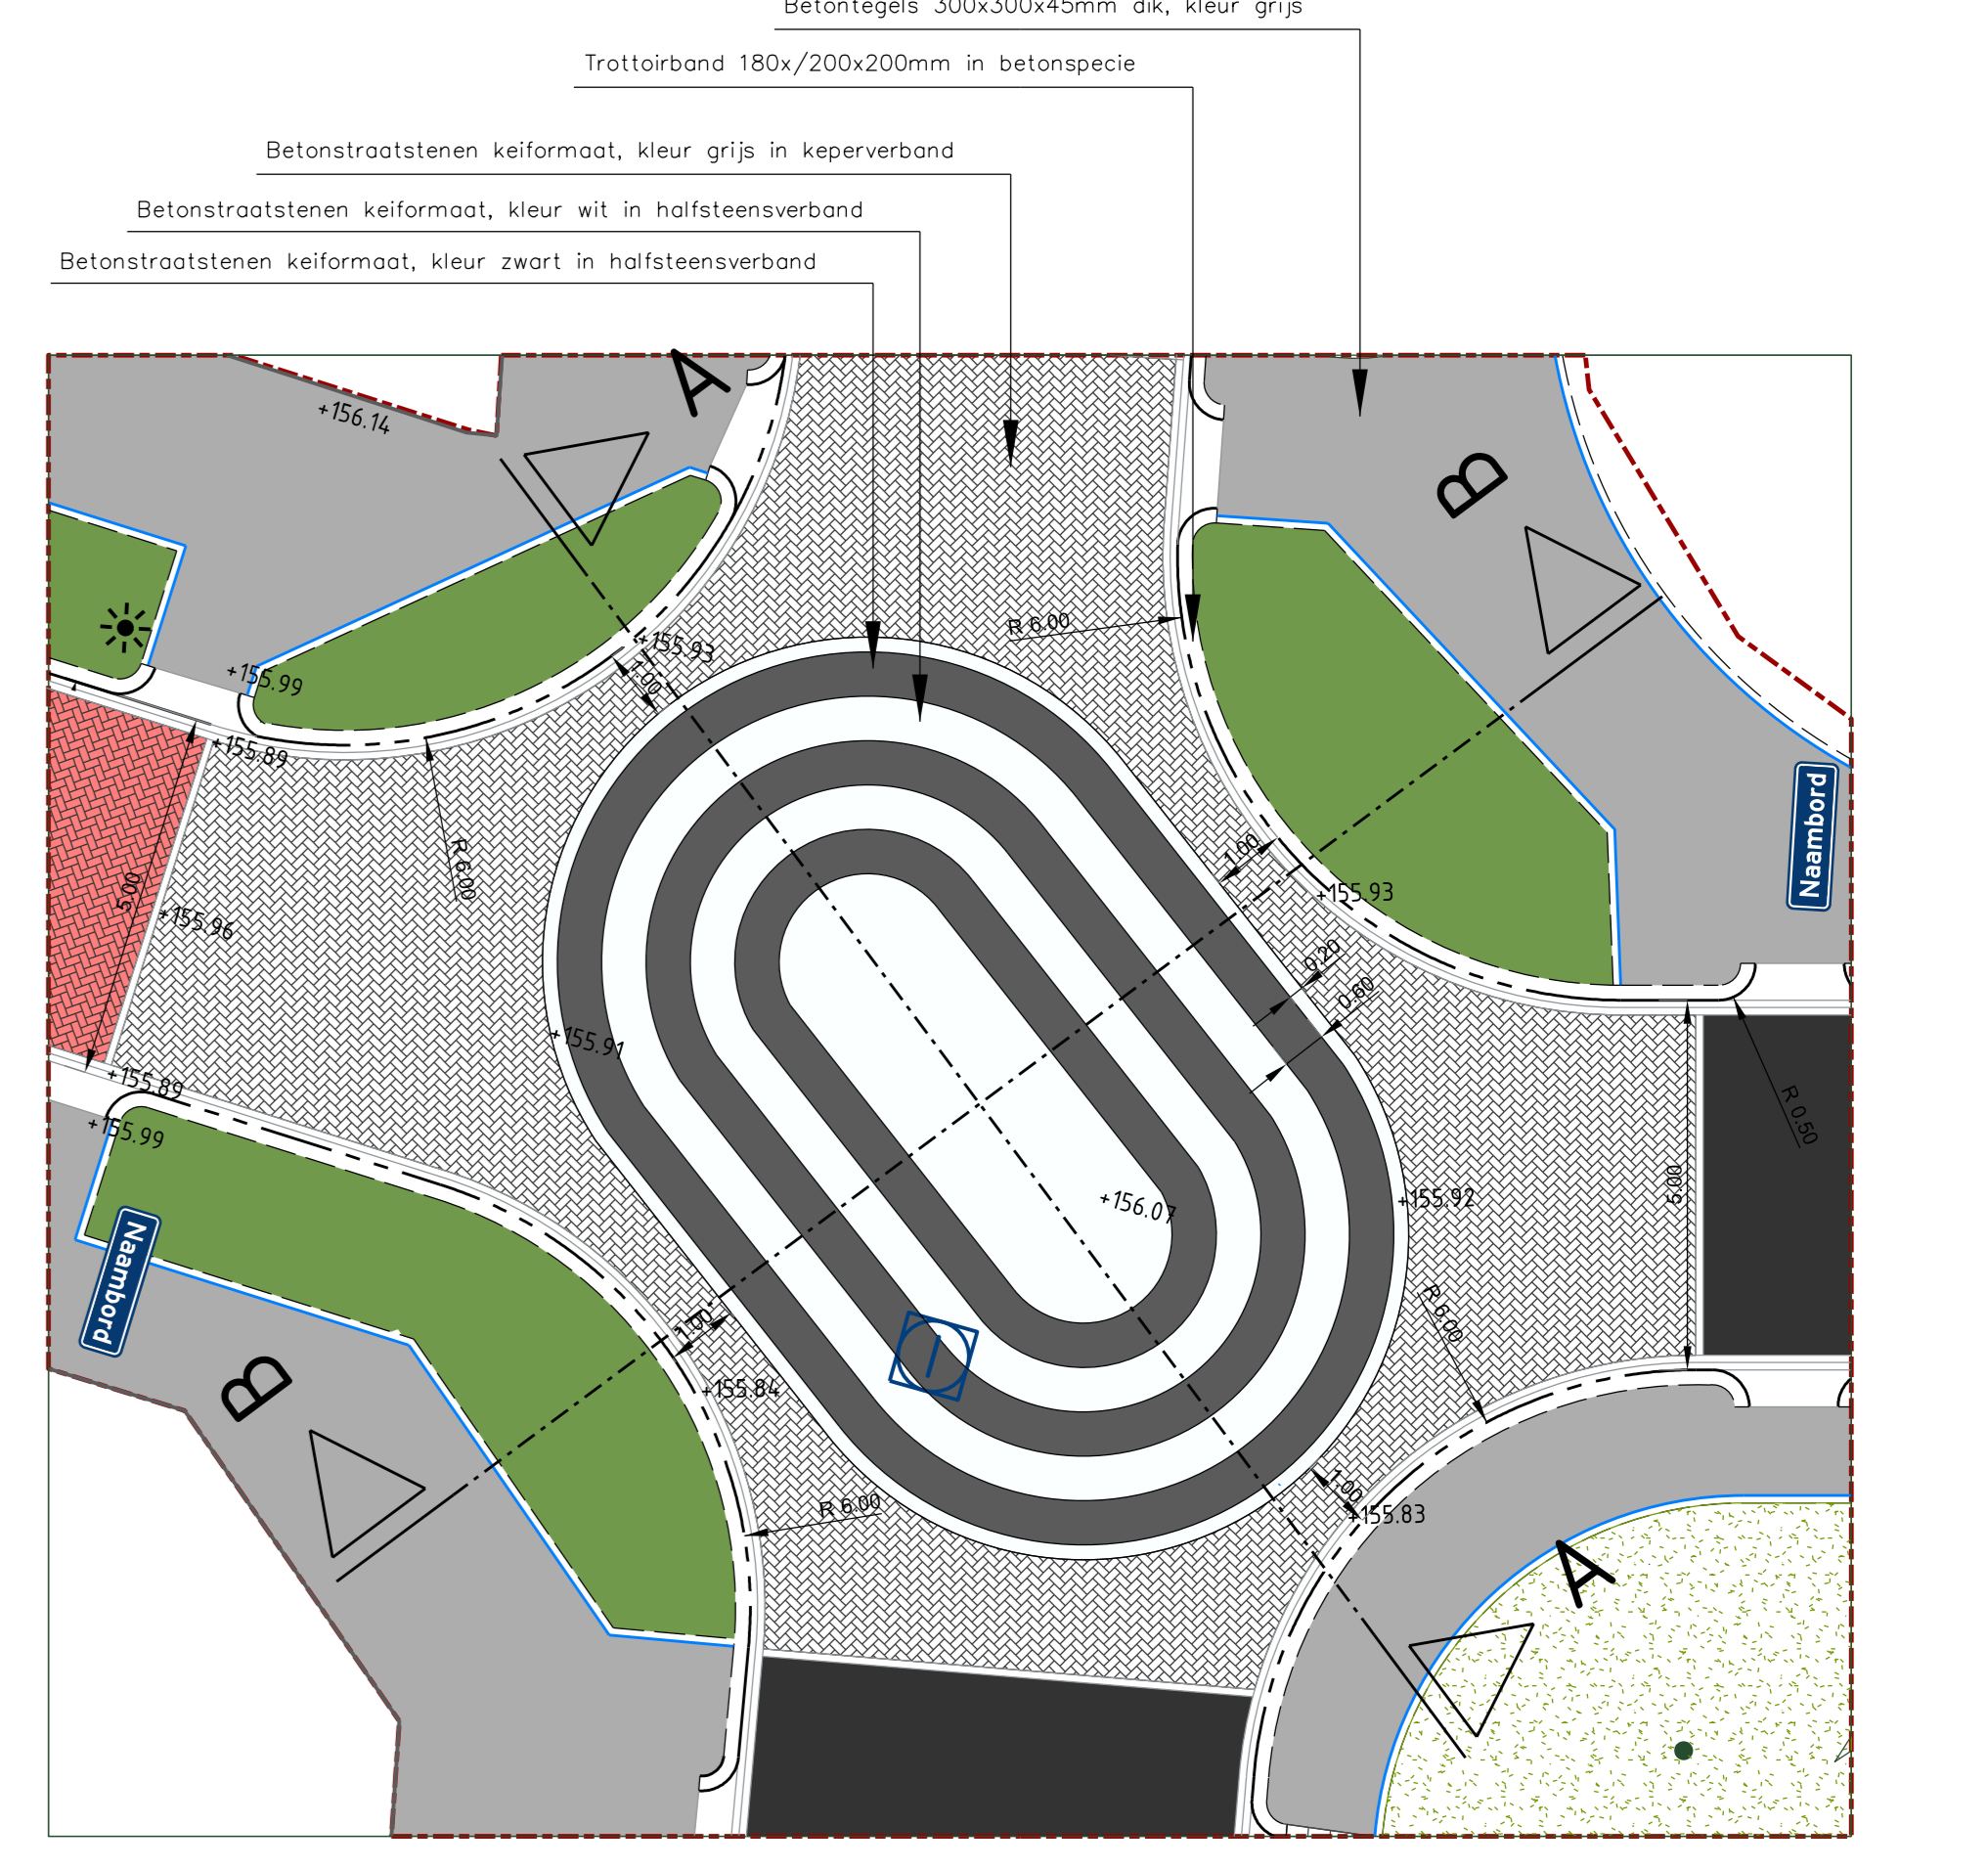 Betontegels 300x300x45mm dik, kleur grijs
Trottoirband 180x/200x200mm in betonspecie
Betonstraatstenen keiformaat, kleur grijs in keperverband
Betonstraatstenen keiformaat, kleur wit in halfsteensverband
Betonstraatstenen keiformaat, kleur zwart in halfsteensverband
A
+156.14
B
R 6.00
+155.93
1.00
+155.99
+155.89
Naambord
1.00
R 6.00
5.00
+155.93
+155.96
0.20
0.60
+155.91
+155.89
R 0.50
+155.99
5.00
+156.07
+155.92
Naambord
R 6.00
1.00
B
+155.84
1.00
R 6.00
+155.83
A